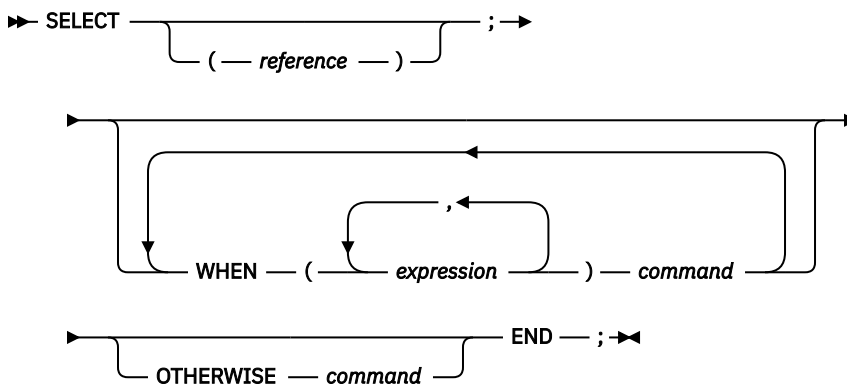 SELECT ;
( reference )
,
WHEN ( expression ) command
END ;
OTHERWISE command